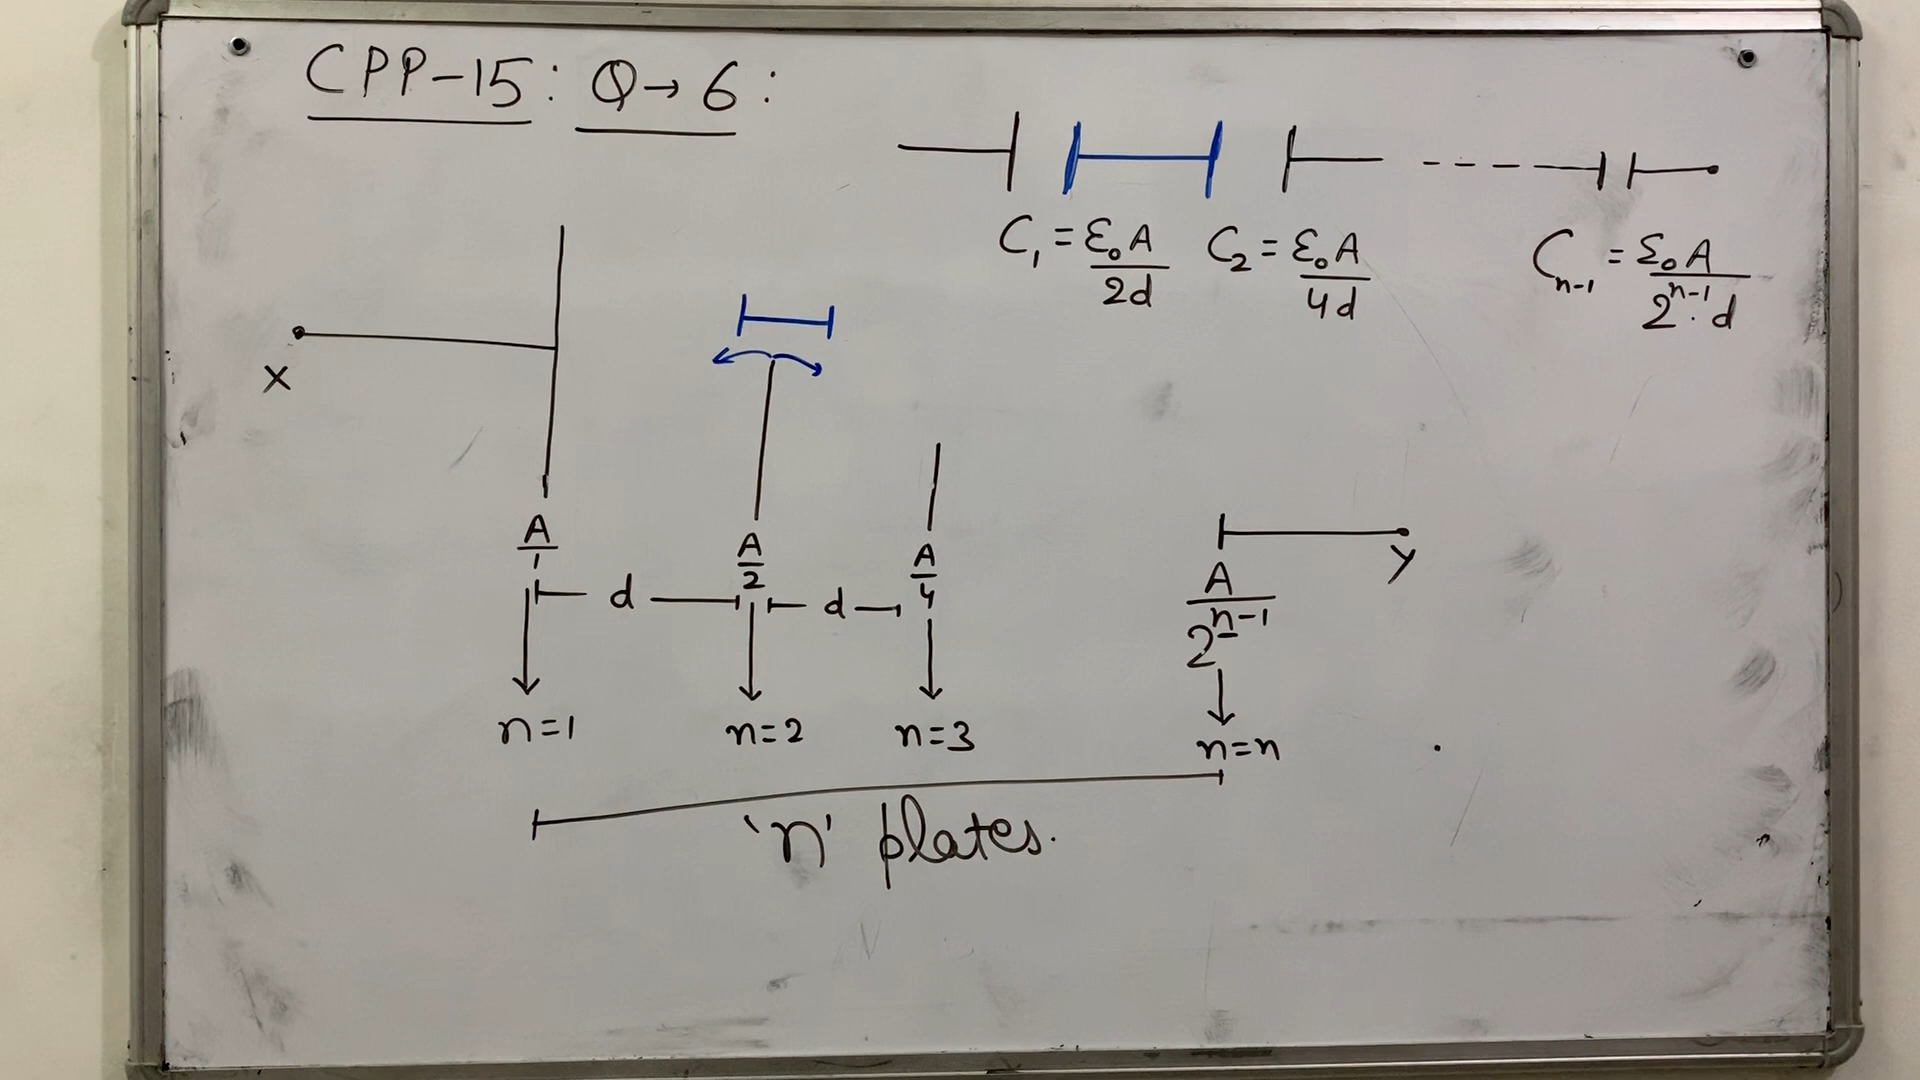 CPP-15: Q→6:
C₁ = ε₀A/2d C₂ = ε₀A/4d Cₙ₋₁ = ε₀A/2ⁿ⁻¹·d
X
A/1 A/2 A/4 A/2ⁿ⁻¹ y
d d
n=1 n=2 n=3 n=n
'n' plates.